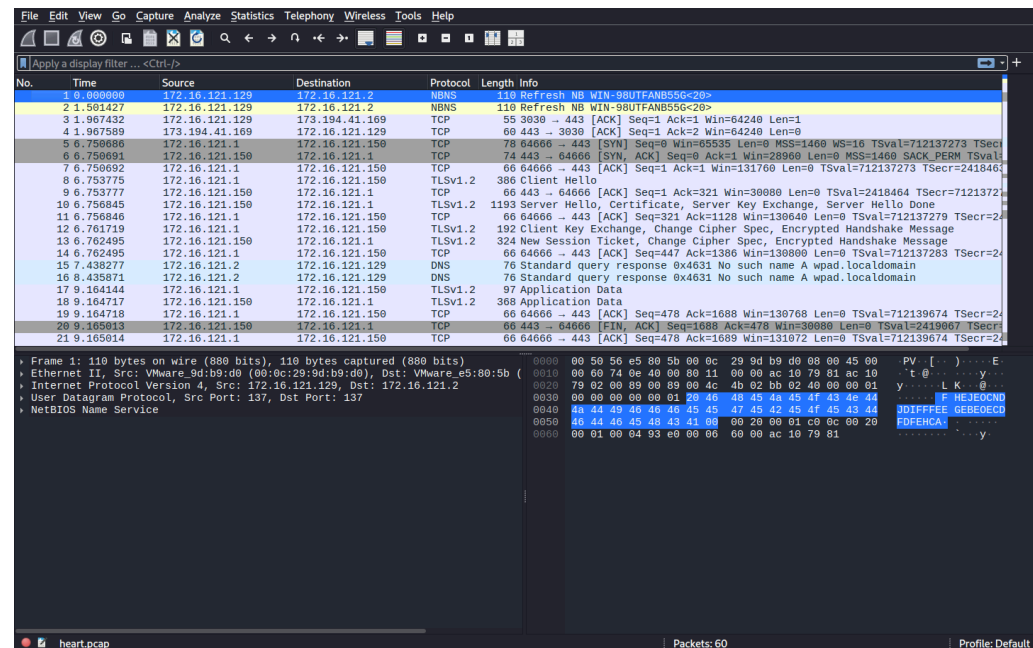 File Edit View Go Capture Analyze Statistics Telephony Wireless Tools Help
Apply a display filter ... <Ctrl-/>
No. Time Source Destination Protocol Length Info
1 0.000000 172.16.121.129 172.16.121.2 NBNS 110 Refresh NB WIN-98UTFANB55G<20>
2 1.501427 172.16.121.129 172.16.121.2 NBNS 110 Refresh NB WIN-98UTFANB55G<20>
3 1.967432 172.16.121.129 173.194.41.169 TCP 55 3030 → 443 [ACK] Seq=1 Ack=1 Win=64240 Len=1
4 1.967589 173.194.41.169 172.16.121.129 TCP 60 443 → 3030 [ACK] Seq=1 Ack=2 Win=64240 Len=0
5 6.750686 172.16.121.1 172.16.121.150 TCP 78 64666 → 443 [SYN] Seq=0 Win=65535 Len=0 MSS=1460 WS=16 TSval=712137273 TSecr
6 6.750691 172.16.121.150 172.16.121.1 TCP 74 443 → 64666 [SYN, ACK] Seq=0 Ack=1 Win=28960 Len=0 MSS=1460 SACK_PERM TSval=
7 6.750692 172.16.121.1 172.16.121.150 TCP 66 64666 → 443 [ACK] Seq=1 Ack=1 Win=131760 Len=0 TSval=712137273 TSecr=2418463
8 6.753775 172.16.121.1 172.16.121.150 TLSv1.2 386 Client Hello
9 6.753777 172.16.121.150 172.16.121.1 TCP 66 443 → 64666 [ACK] Seq=1 Ack=321 Win=30080 Len=0 TSval=2418464 TSecr=7121372
10 6.756845 172.16.121.150 172.16.121.1 TLSv1.2 1193 Server Hello, Certificate, Server Key Exchange, Server Hello Done
11 6.756846 172.16.121.1 172.16.121.150 TCP 66 64666 → 443 [ACK] Seq=321 Ack=1128 Win=130640 Len=0 TSval=712137279 TSecr=24
12 6.761719 172.16.121.1 172.16.121.150 TLSv1.2 192 Client Key Exchange, Change Cipher Spec, Encrypted Handshake Message
13 6.762495 172.16.121.150 172.16.121.1 TLSv1.2 324 New Session Ticket, Change Cipher Spec, Encrypted Handshake Message
14 6.762495 172.16.121.1 172.16.121.150 TCP 66 64666 → 443 [ACK] Seq=447 Ack=1386 Win=130800 Len=0 TSval=712137283 TSecr=24
15 7.438277 172.16.121.2 172.16.121.129 DNS 76 Standard query response 0x4631 No such name A wpad.localdomain
16 8.435871 172.16.121.2 172.16.121.129 DNS 76 Standard query response 0x4631 No such name A wpad.localdomain
17 9.164144 172.16.121.1 172.16.121.150 TLSv1.2 97 Application Data
18 9.164717 172.16.121.150 172.16.121.1 TLSv1.2 368 Application Data
19 9.164718 172.16.121.1 172.16.121.150 TCP 66 64666 → 443 [ACK] Seq=478 Ack=1688 Win=130768 Len=0 TSval=712139674 TSecr=24
20 9.165013 172.16.121.150 172.16.121.1 TCP 66 443 → 64666 [FIN, ACK] Seq=1688 Ack=478 Win=30080 Len=0 TSval=2419067 TSecr=
21 9.165014 172.16.121.1 172.16.121.150 TCP 66 64666 → 443 [ACK] Seq=478 Ack=1689 Win=131072 Len=0 TSval=712139674 TSecr=24
Frame 1: 110 bytes on wire (880 bits), 110 bytes captured (880 bits)
Ethernet II, Src: VMware_9d:b9:d0 (00:0c:29:9d:b9:d0), Dst: VMware_e5:80:5b (
Internet Protocol Version 4, Src: 172.16.121.129, Dst: 172.16.121.2
User Datagram Protocol, Src Port: 137, Dst Port: 137
NetBIOS Name Service
0000 00 50 56 e5 80 5b 00 0c 29 9d b9 d0 08 00 45 00 ·PV··[·· )·····E·
0010 00 60 74 0e 40 00 80 11 00 00 ac 10 79 81 ac 10 ·`t·@··· ····y···
0020 79 02 00 89 00 89 00 4c 4b 02 bb 02 40 00 00 01 y······L K···@···
0030 00 00 00 00 00 01 20 46 48 45 4a 45 4f 43 4e 44 ······ F HEJEOCND
0040 4a 44 49 46 46 46 45 45 47 45 42 45 4f 45 43 44 JDIFFFEE GEBEOECD
0050 46 44 46 45 48 43 41 00 00 20 00 01 c0 0c 00 20 FDFEHCA· · ·····
0060 00 01 00 04 93 e0 00 06 60 00 ac 10 79 81 ········ `···y·
heart.pcap Packets: 60 Profile: Default